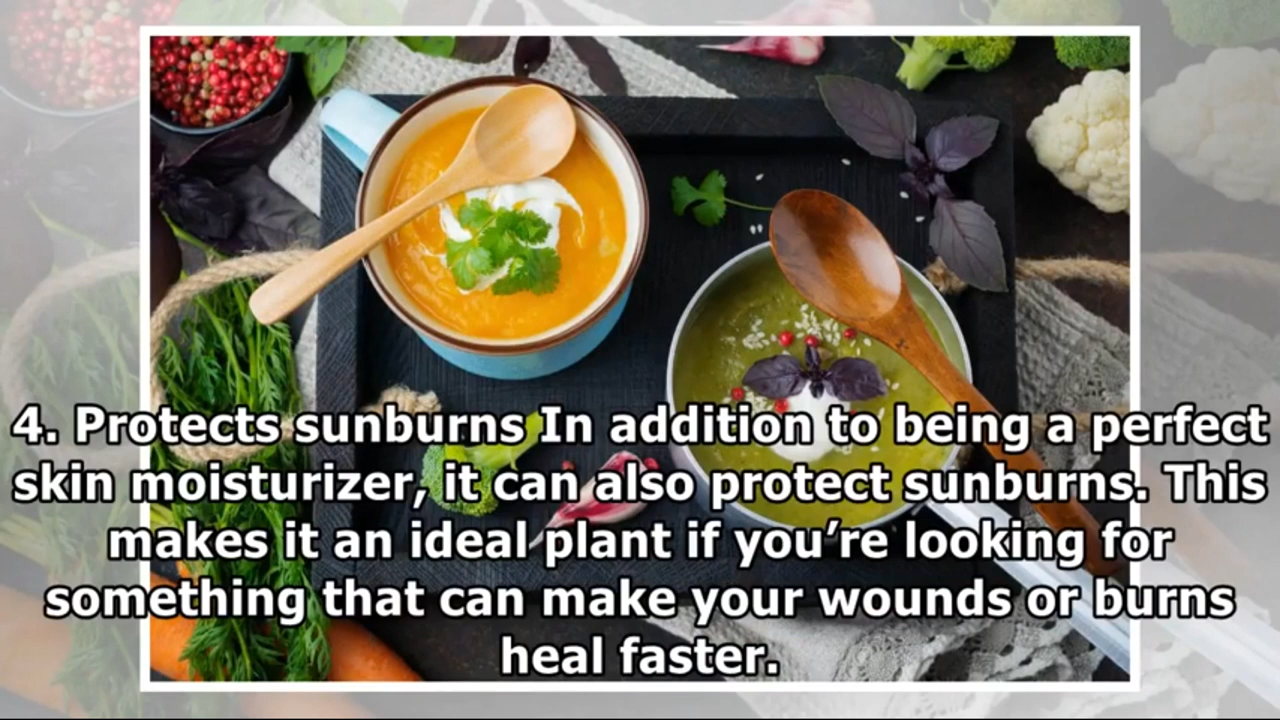 4. Protects sunburns In addition to being a perfect
skin moisturizer, it can also protect sunburns. This
makes it an ideal plant if you’re looking for
something that can make your wounds or burns
heal faster.